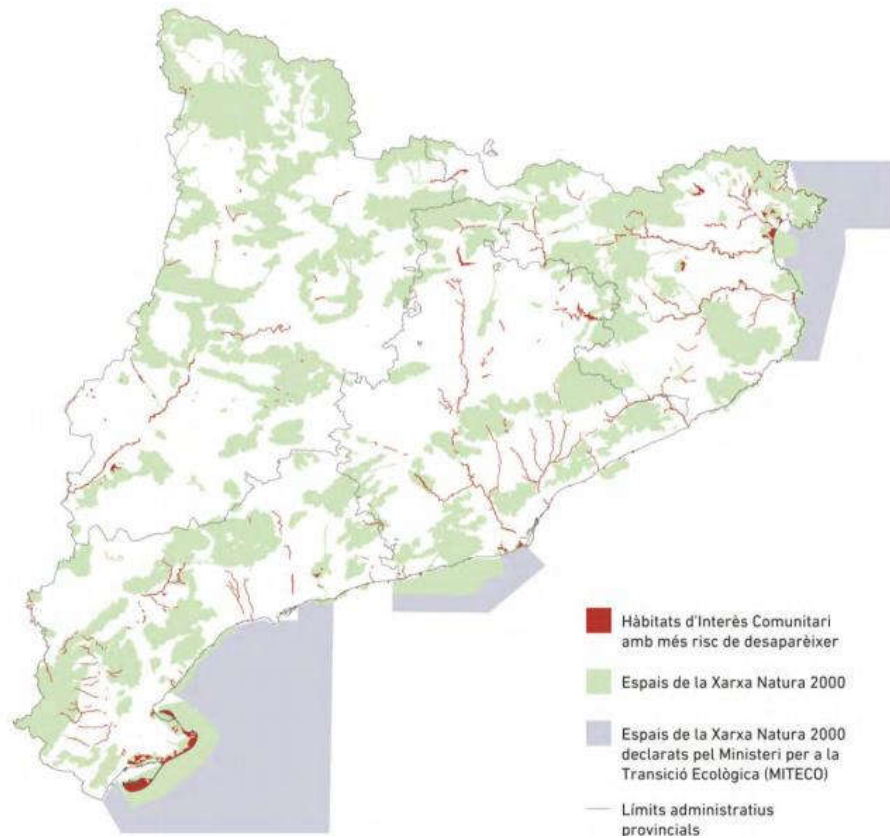 Hàbitats d'Interès Comunitari
amb més risc de desaparèixer
Espais de la Xarxa Natura 2000
Espais de la Xarxa Natura 2000
declarats pel Ministeri per a la
Transició Ecològica (MITECO)
Límits administratius
provincials